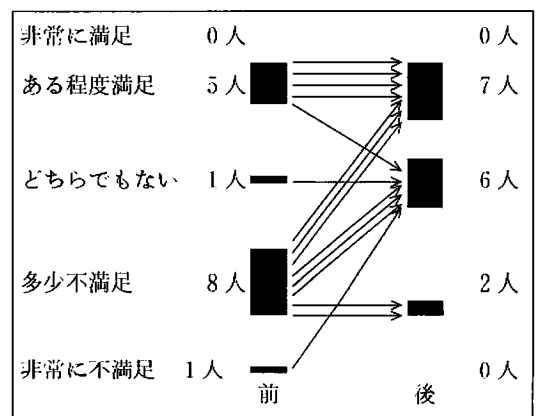 非常に満足 0人 0人
ある程度満足 5人 7人
どちらでもない 1人 6人
多少不満足 8人 2人
非常に不満足 1人 0人
前 後